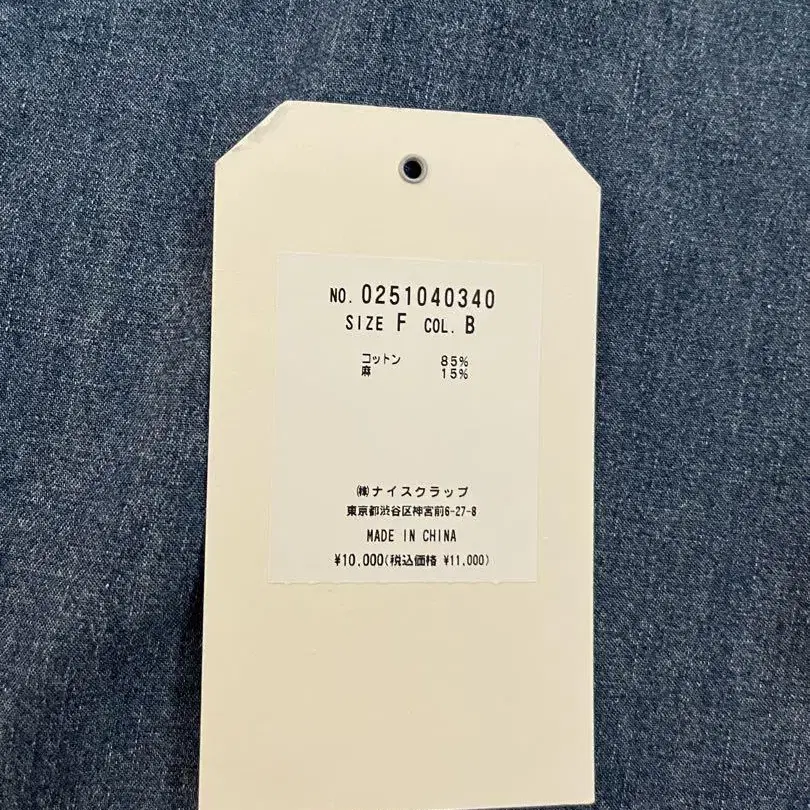 NO. 0251040340
SIZE F COL. B
コットン 85%
麻 15%
㈱ナイスクラップ
東京都渋谷区神宮前6-27-8
MADE IN CHINA
¥10,000(税込価格 ¥11,000)